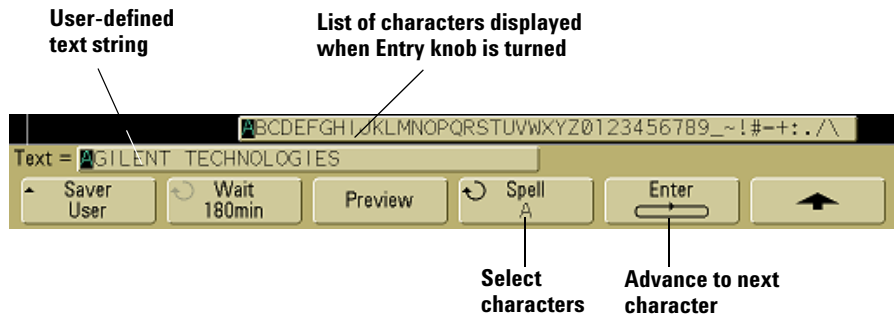 User-defined
text string
List of characters displayed
when Entry knob is turned
ABCDEFGHIJKLMNOPQRSTUVWXYZ0123456789_~!#-+:./\
Text = AGILENT TECHNOLOGIES
Saver
User
Wait
180min
Preview
Spell
A
Enter
Select
characters
Advance to next
character